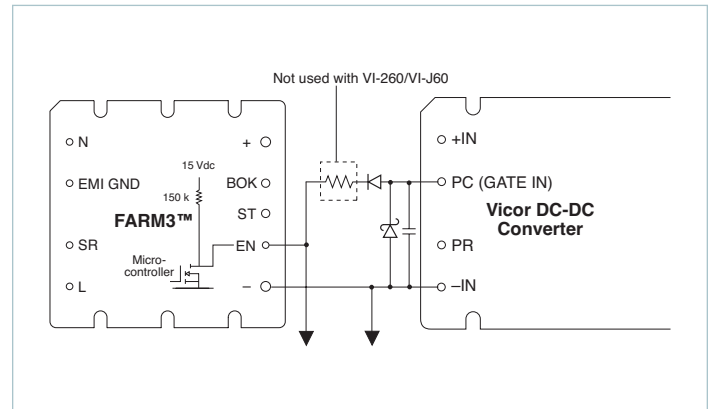 Not used with VI-260/VI-J60
N
EMI GND
SR
L
15 Vdc
150 k
FARM3™
Micro-
controller
+
BOK
ST
EN
–
+IN
PC (GATE IN)
Vicor DC-DC
Converter
PR
–IN